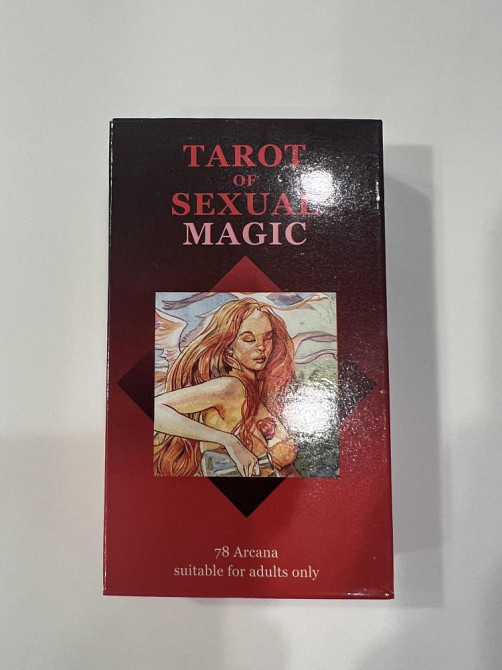 TAROT
OF
SEXUAL
MAGIC
78 Arcana
suitable for adults only